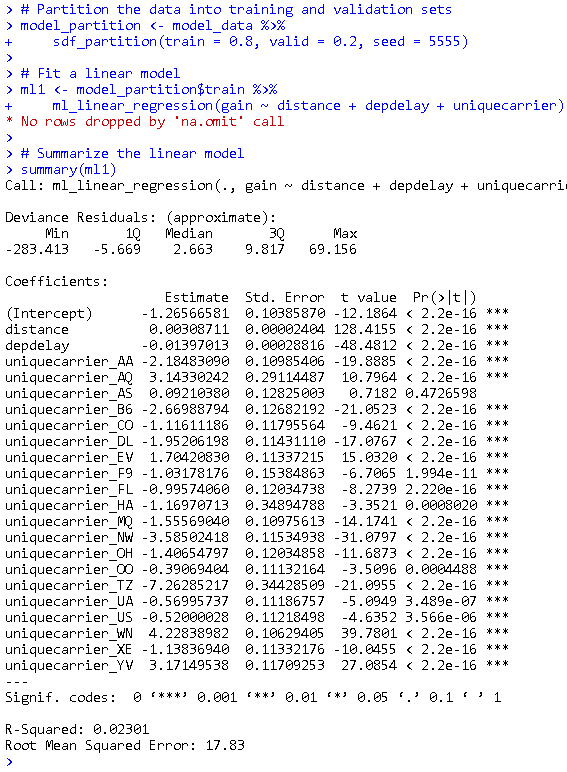 > # Partition the data into training and validation sets
> model_partition <- model_data %>%
+    sdf_partition(train = 0.8, valid = 0.2, seed = 5555)
>
> # Fit a linear model
> ml1 <- model_partition$train %>%
+    ml_linear_regression(gain ~ distance + depdelay + uniquecarrier)
* No rows dropped by 'na.omit' call
>
> # Summarize the linear model
> summary(ml1)
Call: ml_linear_regression(., gain ~ distance + depdelay + uniquecarri
Deviance Residuals: (approximate):
Min 1Q Median 3Q Max
-283.413 -5.669 2.663 9.817 69.156
Coefficients:
Estimate Std. Error t value Pr(>|t|)
(Intercept) -1.26566581 0.10385870 -12.1864 < 2.2e-16 ***
distance 0.00308711 0.00002404 128.4155 < 2.2e-16 ***
depdelay -0.01397013 0.00028816 -48.4812 < 2.2e-16 ***
uniquecarrier_AA -2.18483090 0.10985406 -19.8885 < 2.2e-16 ***
uniquecarrier_AQ 3.14330242 0.29114487 10.7964 < 2.2e-16 ***
uniquecarrier_AS 0.09210380 0.12825003 0.7182 0.4726598
uniquecarrier_B6 -2.66988794 0.12682192 -21.0523 < 2.2e-16 ***
uniquecarrier_CO -1.11611186 0.11795564 -9.4621 < 2.2e-16 ***
uniquecarrier_DL -1.95206198 0.11431110 -17.0767 < 2.2e-16 ***
uniquecarrier_EV 1.70420830 0.11337215 15.0320 < 2.2e-16 ***
uniquecarrier_F9 -1.03178176 0.15384863 -6.7065 1.994e-11 ***
uniquecarrier_FL -0.99574060 0.12034738 -8.2739 2.220e-16 ***
uniquecarrier_HA -1.16970713 0.34894788 -3.3521 0.0008020 ***
uniquecarrier_MQ -1.55569040 0.10975613 -14.1741 < 2.2e-16 ***
uniquecarrier_NW -3.58502418 0.11534938 -31.0797 < 2.2e-16 ***
uniquecarrier_OH -1.40654797 0.12034858 -11.6873 < 2.2e-16 ***
uniquecarrier_OO -0.39069404 0.11132164 -3.5096 0.0004488 ***
uniquecarrier_TZ -7.26285217 0.34428509 -21.0955 < 2.2e-16 ***
uniquecarrier_UA -0.56995737 0.11186757 -5.0949 3.489e-07 ***
uniquecarrier_US -0.52000028 0.11218498 -4.6352 3.566e-06 ***
uniquecarrier_WN 4.22838982 0.10629405 39.7801 < 2.2e-16 ***
uniquecarrier_XE -1.13836940 0.11332176 -10.0455 < 2.2e-16 ***
uniquecarrier_YV 3.17149538 0.11709253 27.0854 < 2.2e-16 ***
---
Signif. codes:  0 ‘***’ 0.001 ‘**’ 0.01 ‘*’ 0.05 ‘.’ 0.1 ‘ ’ 1
R-Squared: 0.02301
Root Mean Squared Error: 17.83
>